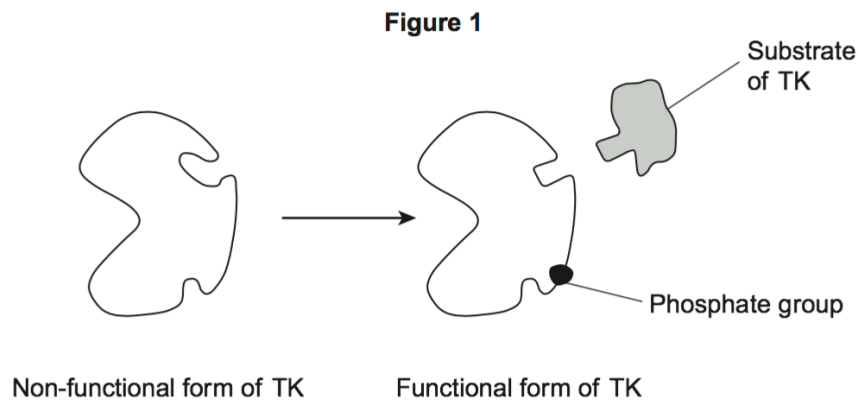 Figure 1
Substrate
of TK
Phosphate group
Non-functional form of TK
Functional form of TK